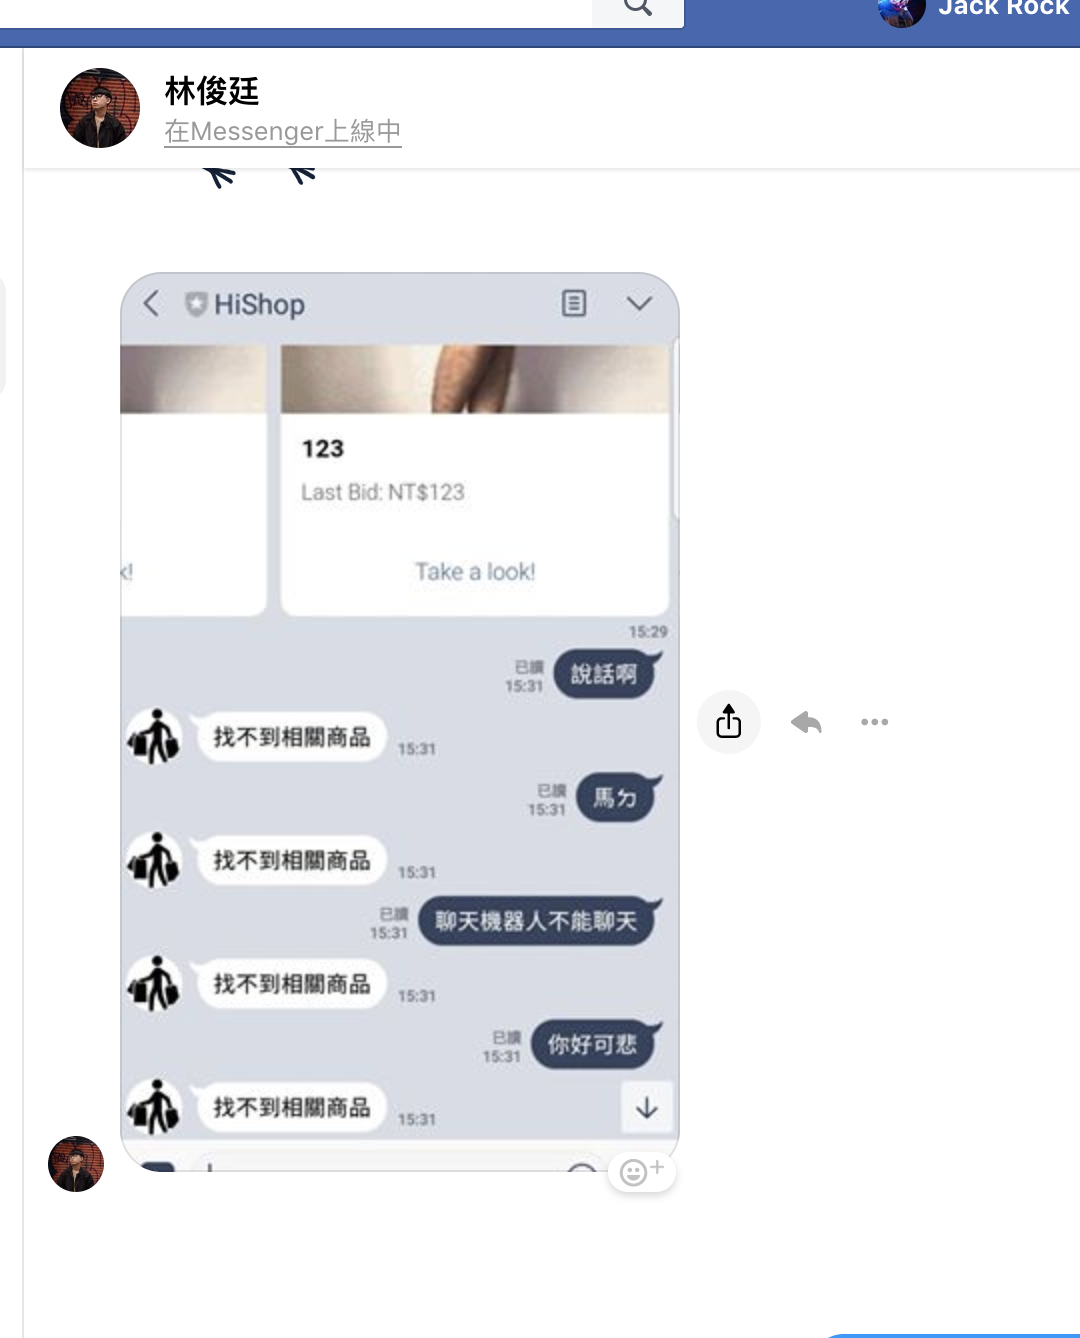 Jack Rock
林俊廷
在Messenger上線中
HiShop
123
Last Bid: NT$123
k!
Take a look!
15:29
已讀
15:31
說話啊
找不到相關商品
15:31
已讀
15:31
馬ㄉ
找不到相關商品
15:31
已讀
15:31
聊天機器人不能聊天
找不到相關商品
15:31
已讀
15:31
你好可悲
找不到相關商品
15:31